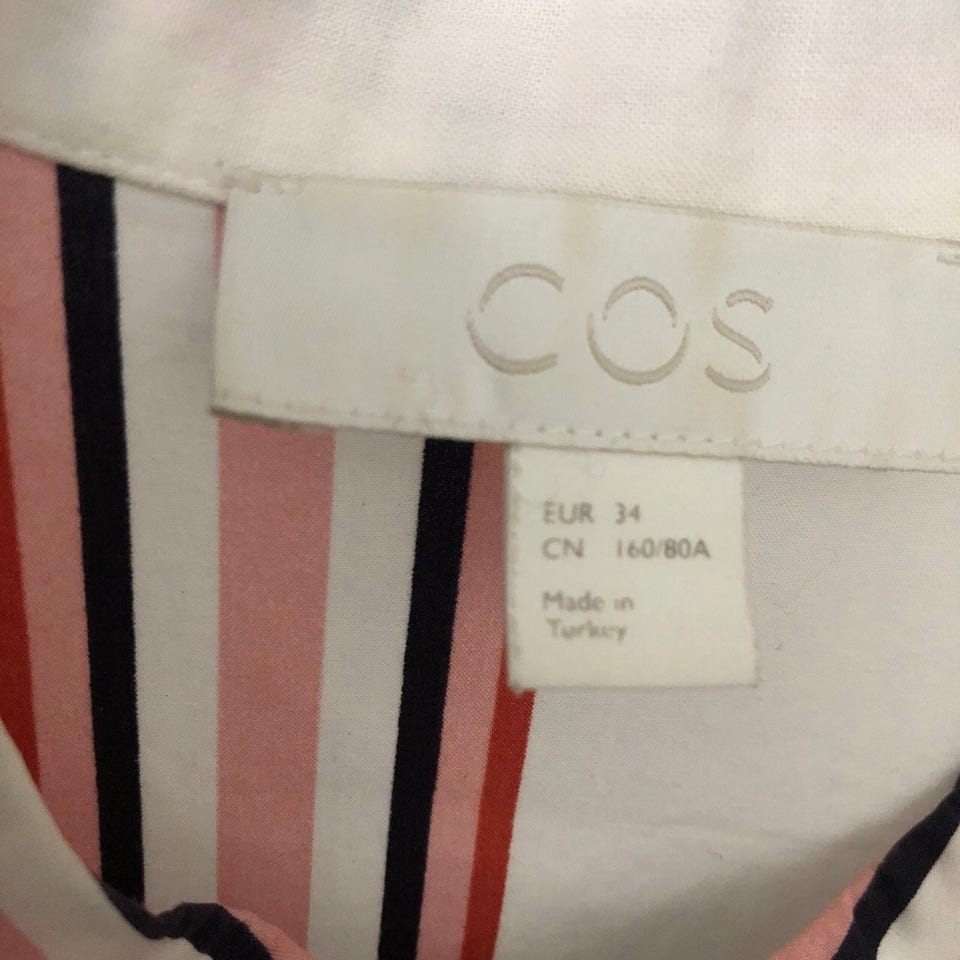 COS
EUR 34
CN 160/80A
Made in
Turkey